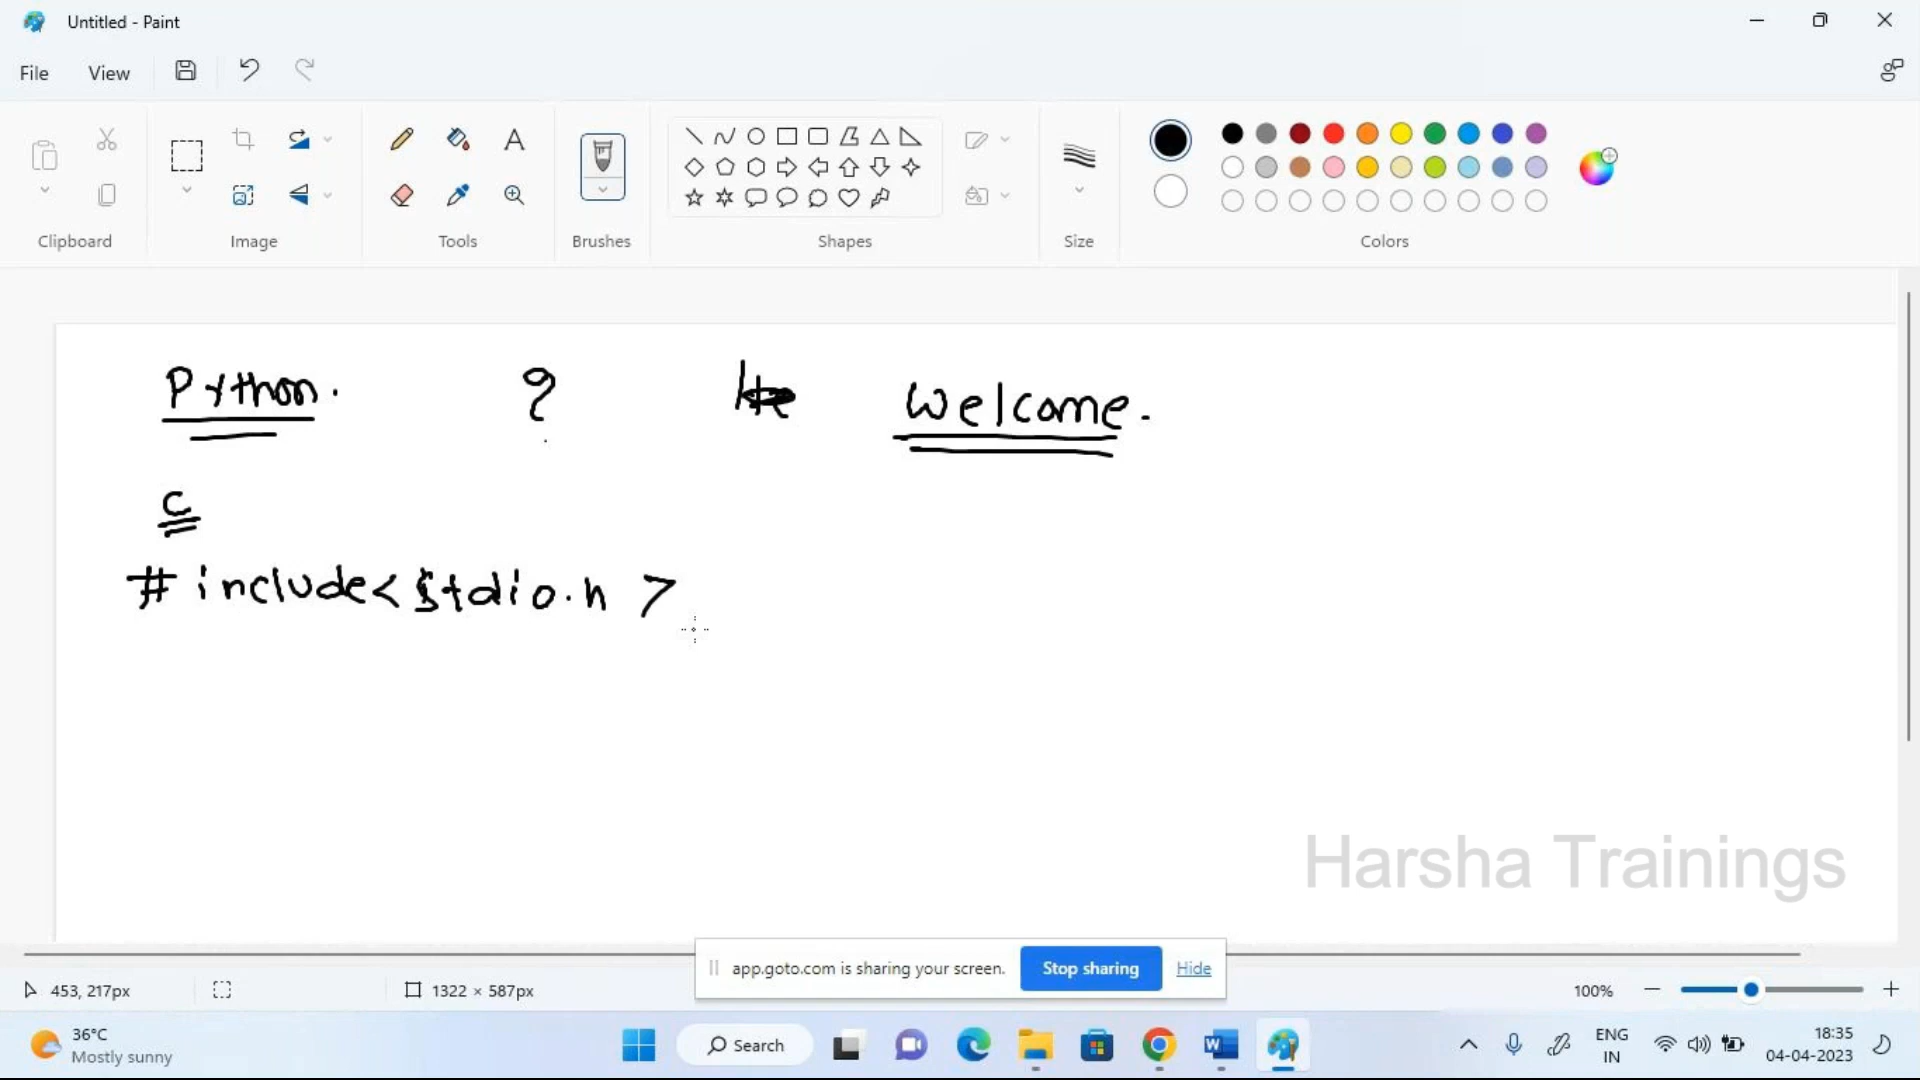 Untitled - Paint
File View
Clipboard Image Tools Brushes Shapes Size Colors
Python. ? Welcome.
C
#include<stdio.h>
Harsha Trainings
app.goto.com is sharing your screen. Stop sharing Hide
453, 217px 1322 × 587px 100%
36°C
Mostly sunny
Search
ENG
IN
18:35
04-04-2023